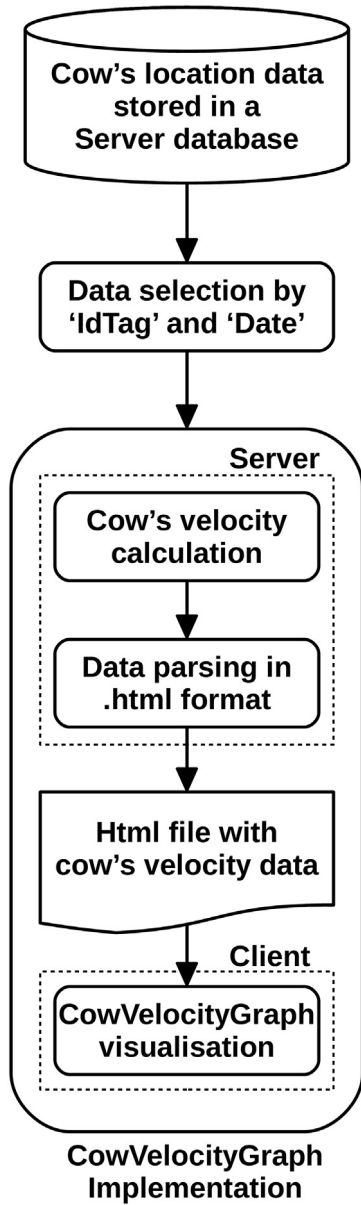 Cow's location data
stored in a
Server database
Data selection by
‘IdTag’ and ‘Date’
Server
Cow's velocity
calculation
Data parsing in
.html format
Html file with
cow's velocity data
Client
CowVelocityGraph
visualisation
CowVelocityGraph
Implementation